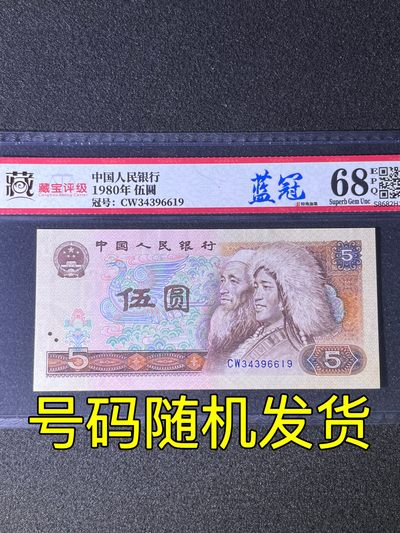 藏 藏宝评级
中国人民银行
1980年 伍圆
冠号：CW34396619
蓝冠
68 EPQ
Superb Gem Unc
S8682H
中国人民银行
5
伍圆
CW34396619
5
5
号码随机发货